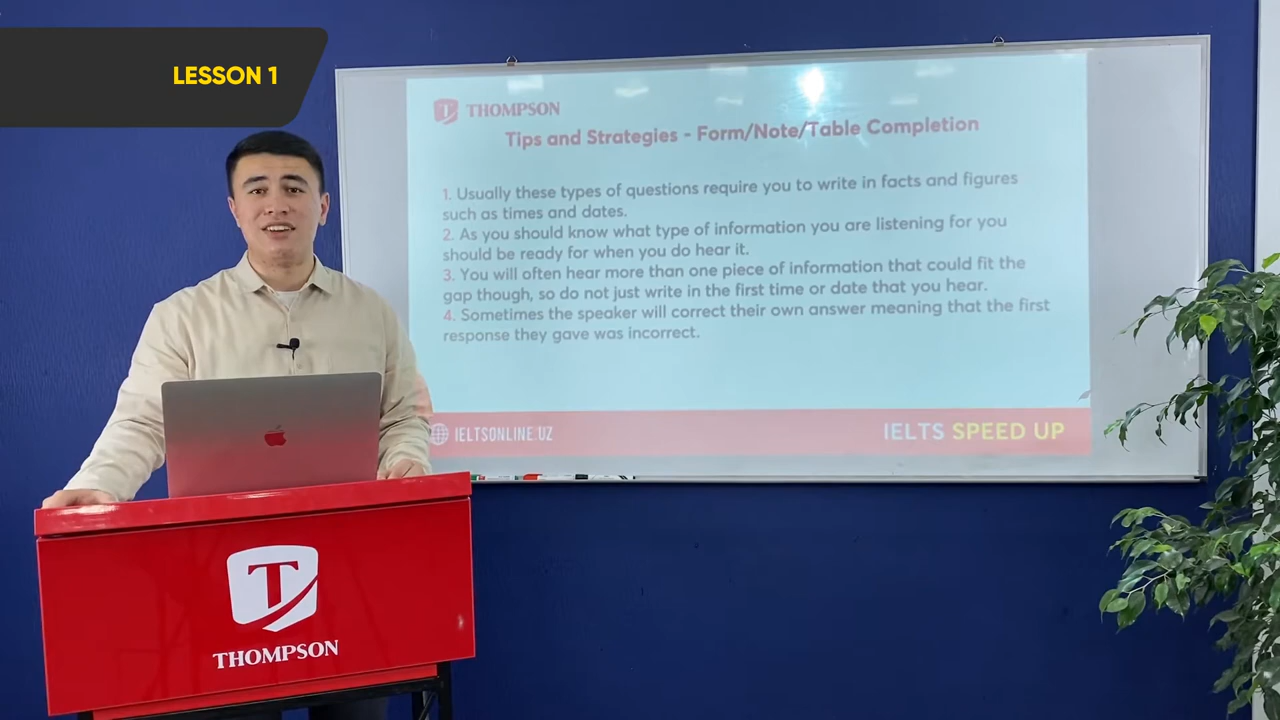 LESSON 1
THOMPSON
Tips and Strategies - Form/Note/Table Completion
1. Usually these types of questions require you to write in facts and figures
such as times and dates.
2. As you should know what type of information you are listening for you
should be ready for when you do hear it.
3. You will often hear more than one piece of information that could fit the
gap though, so do not just write in the first time or date that you hear.
4. Sometimes the speaker will correct their own answer meaning that the first
response they gave was incorrect.
IELTSONLINE.UZ
IELTS SPEED UP
T
THOMPSON